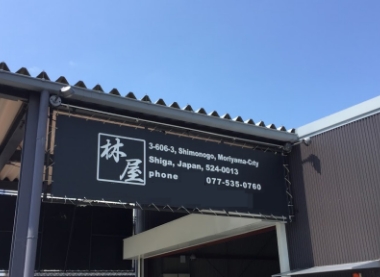 林屋
3-606-3, Shimonogo, Moriyama-City
Shiga, Japan, 524-0013
phone 077-535-0760